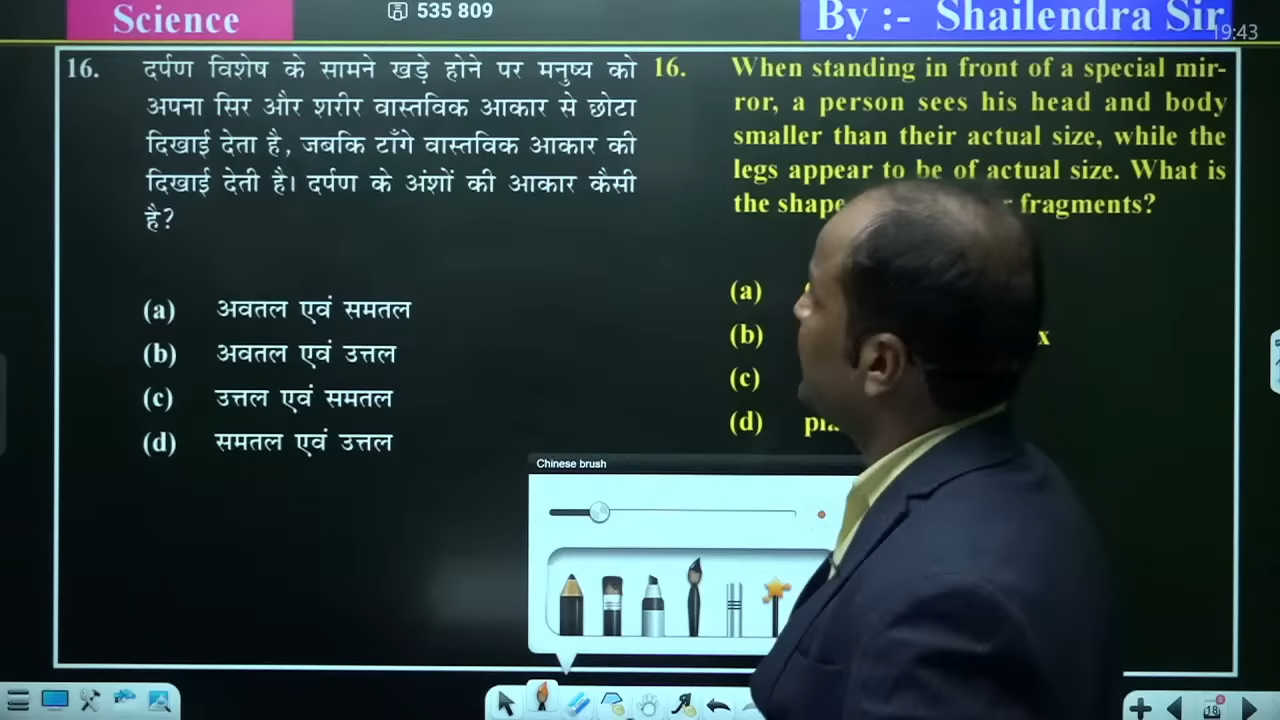 Science
535 809
By :- Shailendra Sir
19:43
16.
दर्पण विशेष के सामने खड़े होने पर मनुष्य को
अपना सिर और शरीर वास्तविक आकार से छोटा
दिखाई देता है, जबकि टाँगे वास्तविक आकार की
दिखाई देती है। दर्पण के अंशों की आकार कैसी
है?
(a) अवतल एवं समतल
(b) अवतल एवं उत्तल
(c) उत्तल एवं समतल
(d) समतल एवं उत्तल
16.
When standing in front of a special mir-
ror, a person sees his head and body
smaller than their actual size, while the
legs appear to be of actual size. What is
the shape fragments?
(a)
(b)
(c)
(d)
Chinese brush
18